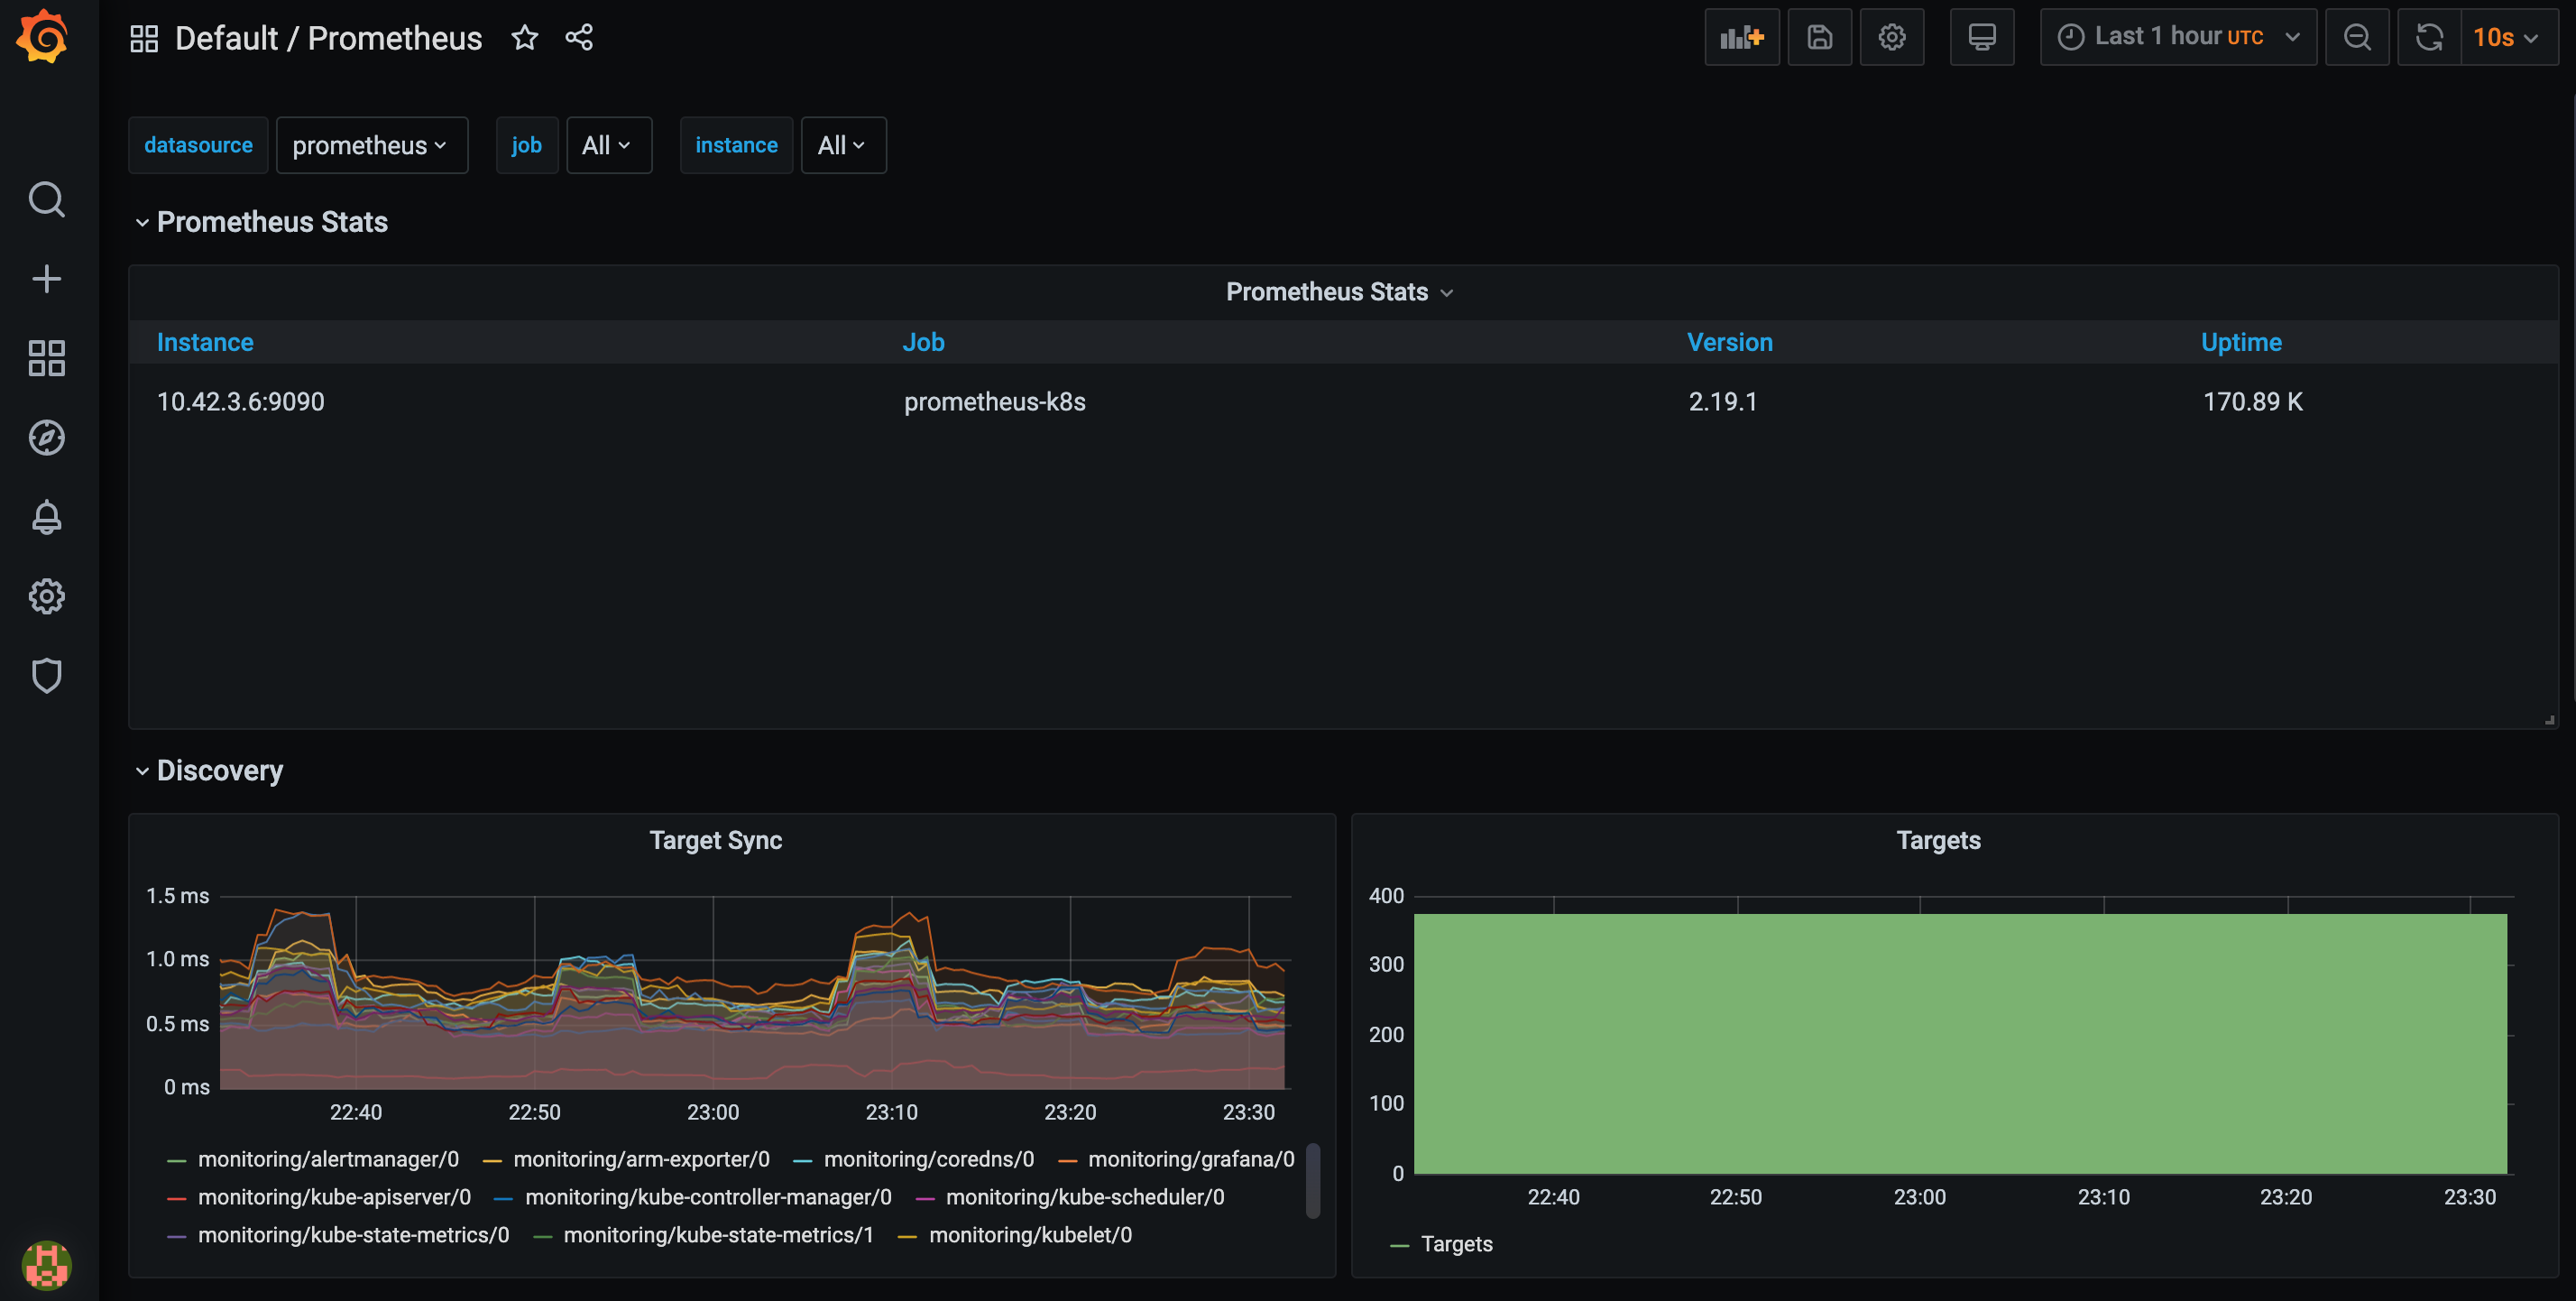 Default / Prometheus
Last 1 hour UTC
10s
datasource prometheus job All instance All
Prometheus Stats
Prometheus Stats
Instance Job Version Uptime
10.42.3.6:9090 prometheus-k8s 2.19.1 170.89 K
Discovery
Target Sync
1.5 ms
1.0 ms
0.5 ms
0 ms
22:40 22:50 23:00 23:10 23:20 23:30
monitoring/alertmanager/0 monitoring/arm-exporter/0 monitoring/coredns/0 monitoring/grafana/0
monitoring/kube-apiserver/0 monitoring/kube-controller-manager/0 monitoring/kube-scheduler/0
monitoring/kube-state-metrics/0 monitoring/kube-state-metrics/1 monitoring/kubelet/0
Targets
400
300
200
100
0
22:40 22:50 23:00 23:10 23:20 23:30
Targets